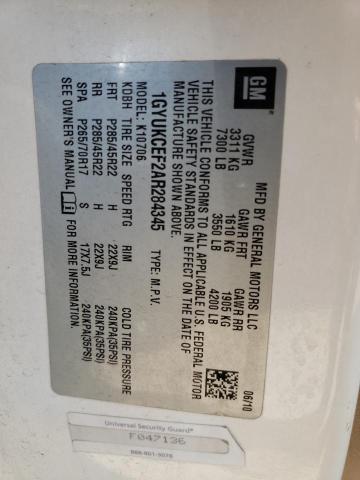 GM
MFD BY GENERAL MOTORS LLC
06/10
GVWR GAWR FRT GAWR RR
3311 KG 1610 KG 1905 KG
7300 LB 3550 LB 4200 LB
THIS VEHICLE CONFORMS TO ALL APPLICABLE U.S. FEDERAL MOTOR
VEHICLE SAFETY STANDARDS IN EFFECT ON THE DATE OF
MANUFACTURE SHOWN ABOVE.
1GYUKCEF2AR284345 TYPE: M.P.V.
MODEL: K10706
KDBH TIRE SIZE SPEED RTG RIM COLD TIRE PRESSURE
FRT P285/45R22 H 22X9J 240KPA(35PSI)
RR P285/45R22 H 22X9J 240KPA(35PSI)
SPA P265/70R17 S 17X7.5J 240KPA(35PSI)
SEE OWNER'S MANUAL i FOR MORE INFORMATION.
Universal Security Guard®
F047136
866-801-9078